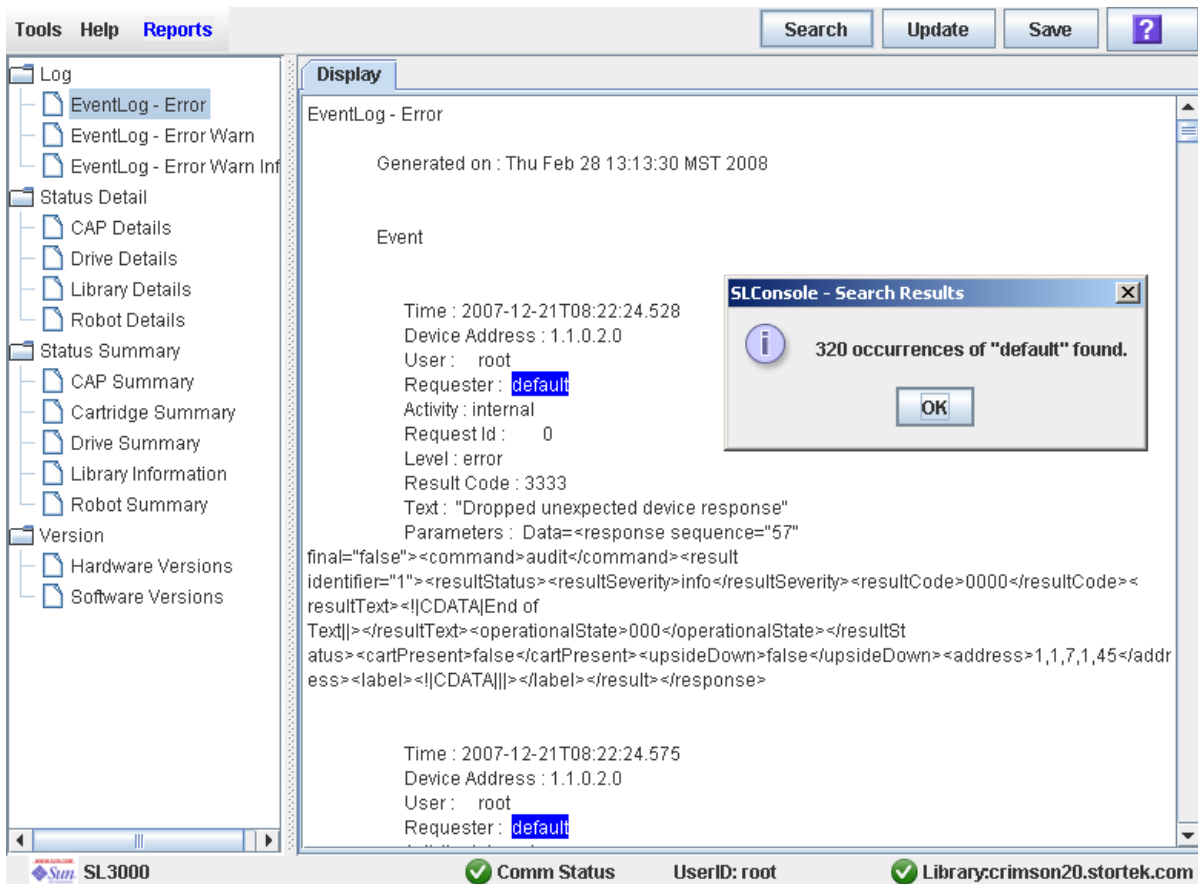 Tools Help Reports
Search Update Save ?
Log
EventLog - Error
EventLog - Error Warn
EventLog - Error Warn Inf
Status Detail
CAP Details
Drive Details
Library Details
Robot Details
Status Summary
CAP Summary
Cartridge Summary
Drive Summary
Library Information
Robot Summary
Version
Hardware Versions
Software Versions
Display
EventLog - Error
Generated on : Thu Feb 28 13:13:30 MST 2008
Event
Time : 2007-12-21T08:22:24.528
Device Address : 1.1.0.2.0
User : root
Requester : default
Activity : internal
Request Id : 0
Level : error
Result Code : 3333
Text : "Dropped unexpected device response"
Parameters : Data=<response sequence="57"
final="false"><command>audit</command><result
identifier="1"><resultStatus><resultSeverity>info</resultSeverity><resultCode>0000</resultCode><
resultText><!|CDATA|End of
Text||></resultText><operationalState>000</operationalState></resultSt
atus><cartPresent>false</cartPresent><upsideDown>false</upsideDown><address>1,1,7,1,45</addr
ess><label><!|CDATA|||></label></result></response>
Time : 2007-12-21T08:22:24.575
Device Address : 1.1.0.2.0
User : root
Requester : default
SLConsole - Search Results
320 occurrences of "default" found.
OK
Sun SL3000 Comm Status UserID: root Library:crimson20.stortek.com